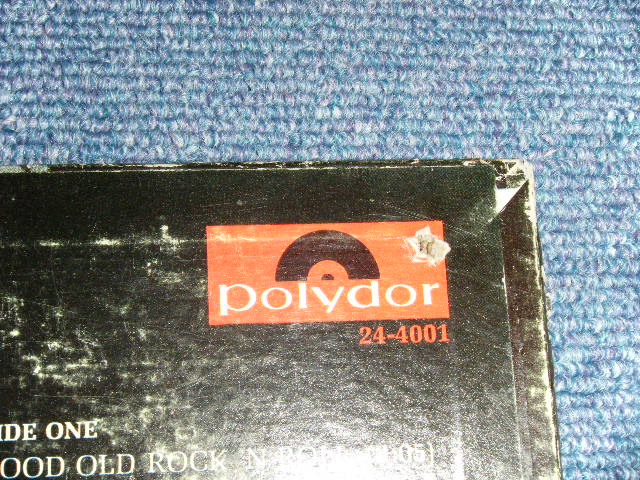 polydor
24-4001
IDE ONE
OOD OLD ROCK 'N ROLL